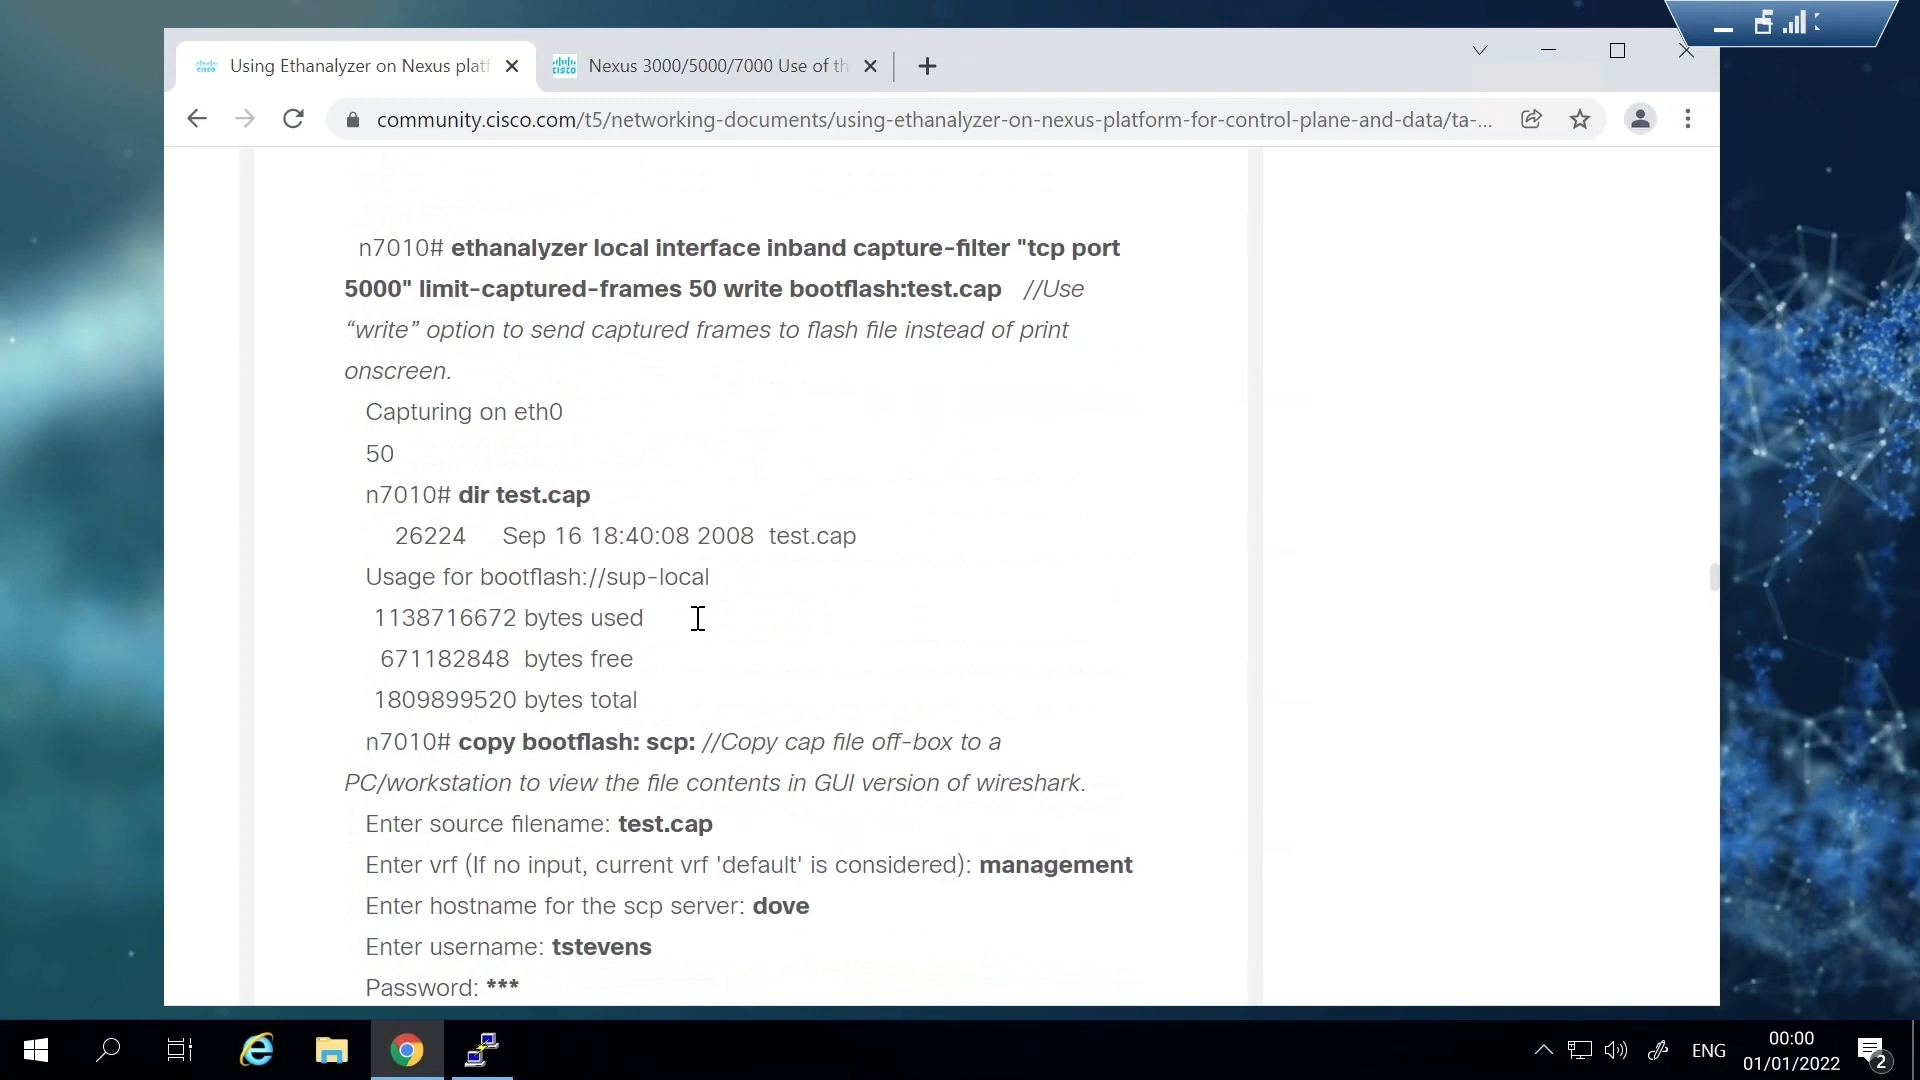 Using Ethanalyzer on Nexus platf
Nexus 3000/5000/7000 Use of th
community.cisco.com/t5/networking-documents/using-ethanalyzer-on-nexus-platform-for-control-plane-and-data/ta-...
n7010# ethanalyzer local interface inband capture-filter "tcp port
5000" limit-captured-frames 50 write bootflash:test.cap //Use
“write” option to send captured frames to flash file instead of print
onscreen.
Capturing on eth0
50
n7010# dir test.cap
26224 Sep 16 18:40:08 2008 test.cap
Usage for bootflash://sup-local
1138716672 bytes used
671182848 bytes free
1809899520 bytes total
n7010# copy bootflash: scp: //Copy cap file off-box to a
PC/workstation to view the file contents in GUI version of wireshark.
Enter source filename: test.cap
Enter vrf (If no input, current vrf 'default' is considered): management
Enter hostname for the scp server: dove
Enter username: tstevens
Password: ***
ENG
00:00
01/01/2022
2